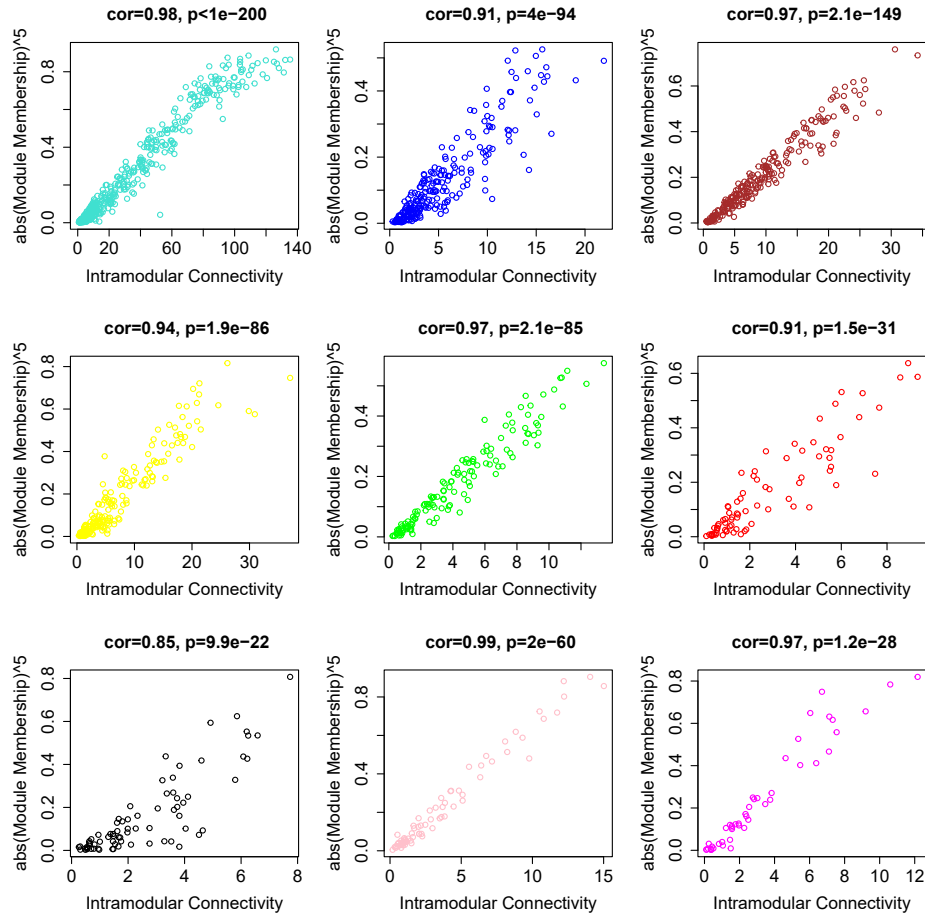 cor=0.98, p<1e−200
abs(Module Membership)^5
0.0 0.2 0.4 0.6 0.8
0 20 60 100 140
Intramodular Connectivity
cor=0.91, p=4e−94
abs(Module Membership)^5
0.0 0.2 0.4
0 5 10 15 20
Intramodular Connectivity
cor=0.97, p=2.1e−149
abs(Module Membership)^5
0.0 0.2 0.4 0.6
0 5 10 20 30
Intramodular Connectivity
cor=0.94, p=1.9e−86
abs(Module Membership)^5
0.0 0.2 0.4 0.6 0.8
0 10 20 30
Intramodular Connectivity
cor=0.97, p=2.1e−85
abs(Module Membership)^5
0.0 0.2 0.4
0 2 4 6 8 10
Intramodular Connectivity
cor=0.91, p=1.5e−31
abs(Module Membership)^5
0.0 0.2 0.4 0.6
0 2 4 6 8
Intramodular Connectivity
cor=0.85, p=9.9e−22
abs(Module Membership)^5
0.0 0.2 0.4 0.6 0.8
0 2 4 6 8
Intramodular Connectivity
cor=0.99, p=2e−60
abs(Module Membership)^5
0.0 0.2 0.4 0.6 0.8
0 5 10 15
Intramodular Connectivity
cor=0.97, p=1.2e−28
abs(Module Membership)^5
0.0 0.2 0.4 0.6 0.8
0 2 4 6 8 10 12
Intramodular Connectivity